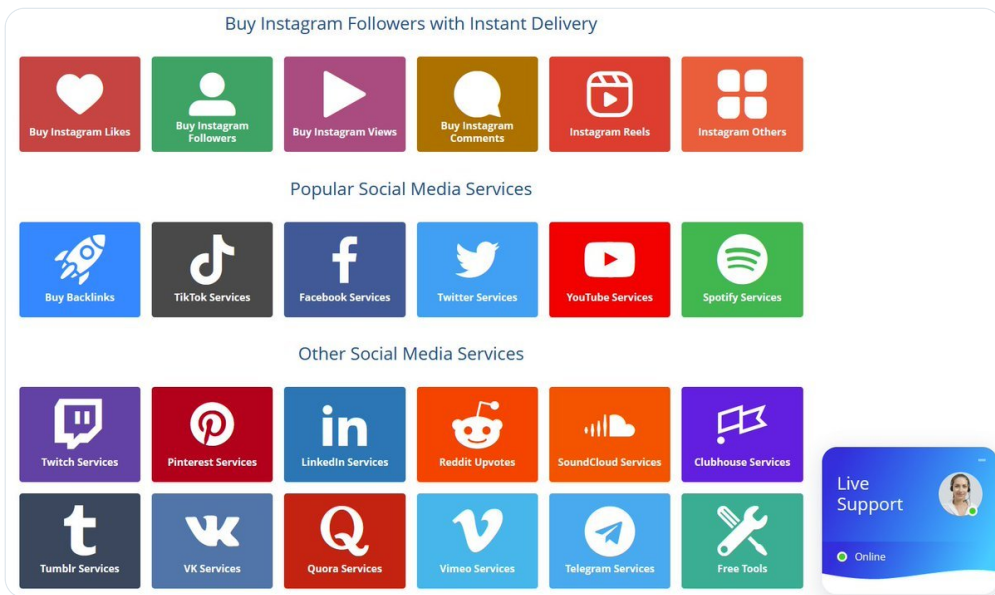 Buy Instagram Followers with Instant Delivery
Buy Instagram Likes
Buy Instagram
Followers
Buy Instagram Views
Buy Instagram
Comments
Instagram Reels
Instagram Others
Popular Social Media Services
Buy Backlinks
TikTok Services
Facebook Services
Twitter Services
YouTube Services
Spotify Services
Other Social Media Services
Twitch Services
Pinterest Services
LinkedIn Services
Reddit Upvotes
SoundCloud Services
Clubhouse Services
Tumblr Services
VK Services
Quora Services
Vimeo Services
Telegram Services
Free Tools
Live
Support
Online